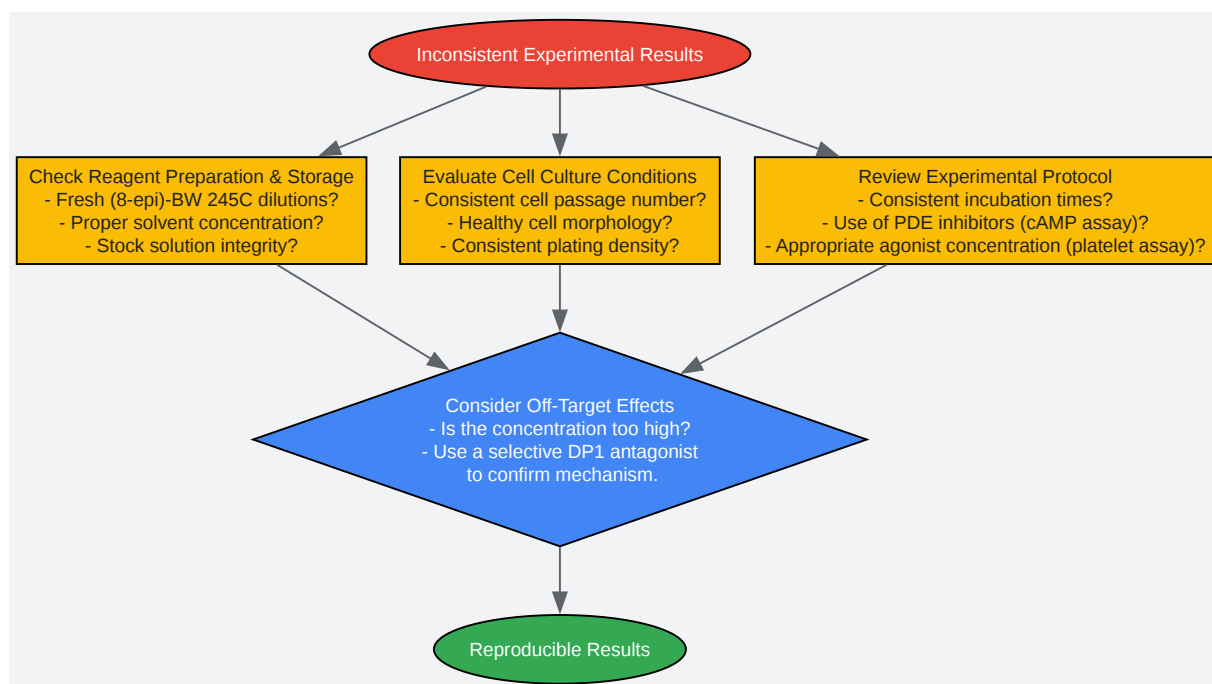 Inconsistent Experimental Results
Check Reagent Preparation & Storage
- Fresh (8-epi)-BW 245C dilutions?
- Proper solvent concentration?
- Stock solution integrity?
Evaluate Cell Culture Conditions
- Consistent cell passage number?
- Healthy cell morphology?
- Consistent plating density?
Review Experimental Protocol
- Consistent incubation times?
- Use of PDE inhibitors (cAMP assay)?
- Appropriate agonist concentration (platelet assay)?
Consider Off-Target Effects
- Is the concentration too high?
- Use a selective DP1 antagonist
to confirm mechanism.
Reproducible Results